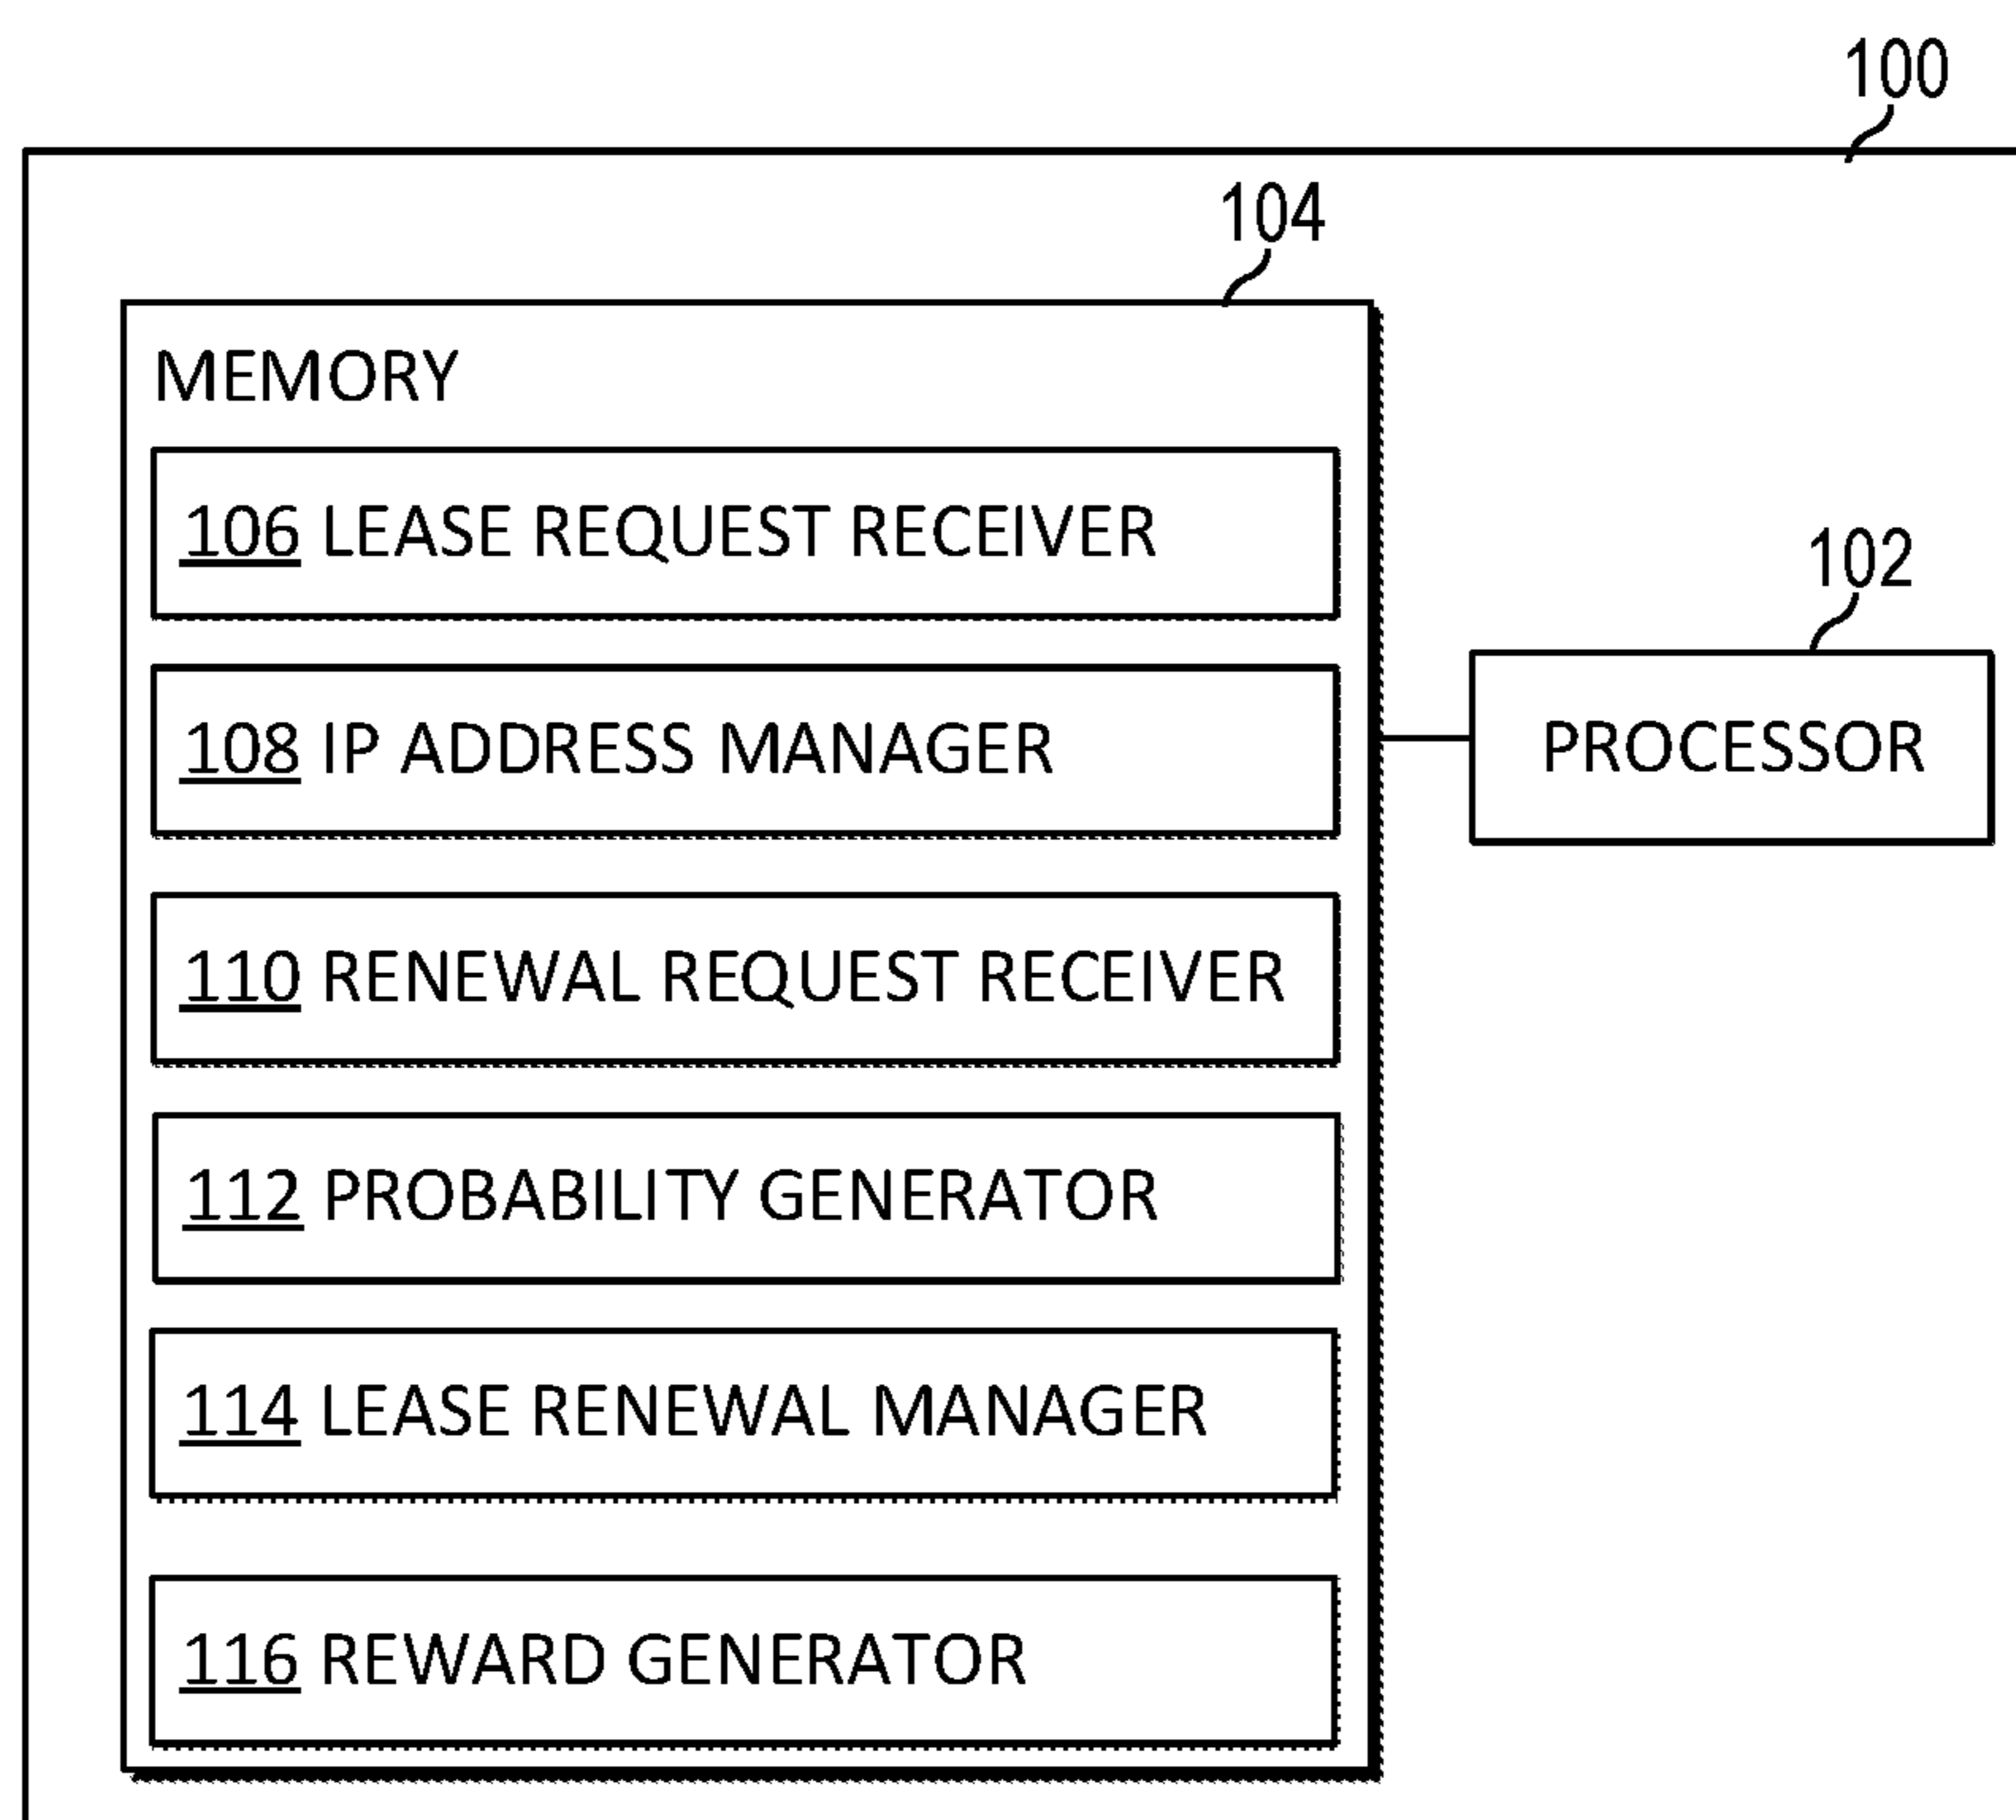 100
104
MEMORY
106 LEASE REQUEST RECEIVER
102
108 IP ADDRESS MANAGER
PROCESSOR
110 RENEWAL REQUEST RECEIVER
112 PROBABILITY GENERATOR
114 LEASE RENEWAL MANAGER
116 REWARD GENERATOR